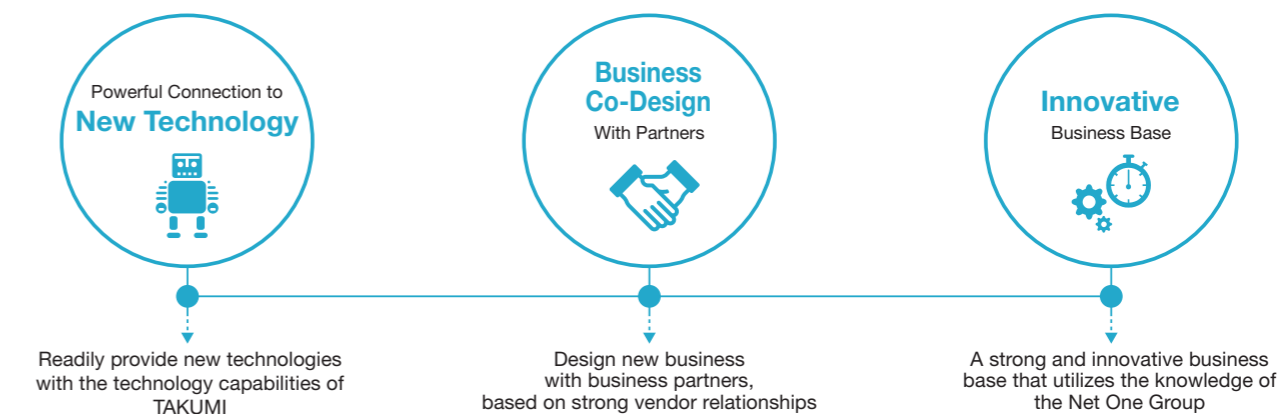 Powerful Connection to
New Technology
Business
Co-Design
With Partners
Innovative
Business Base
Readily provide new technologies
with the technology capabilities of
TAKUMI
Design new business
with business partners,
based on strong vendor relationships
A strong and innovative business
base that utilizes the knowledge of
the Net One Group